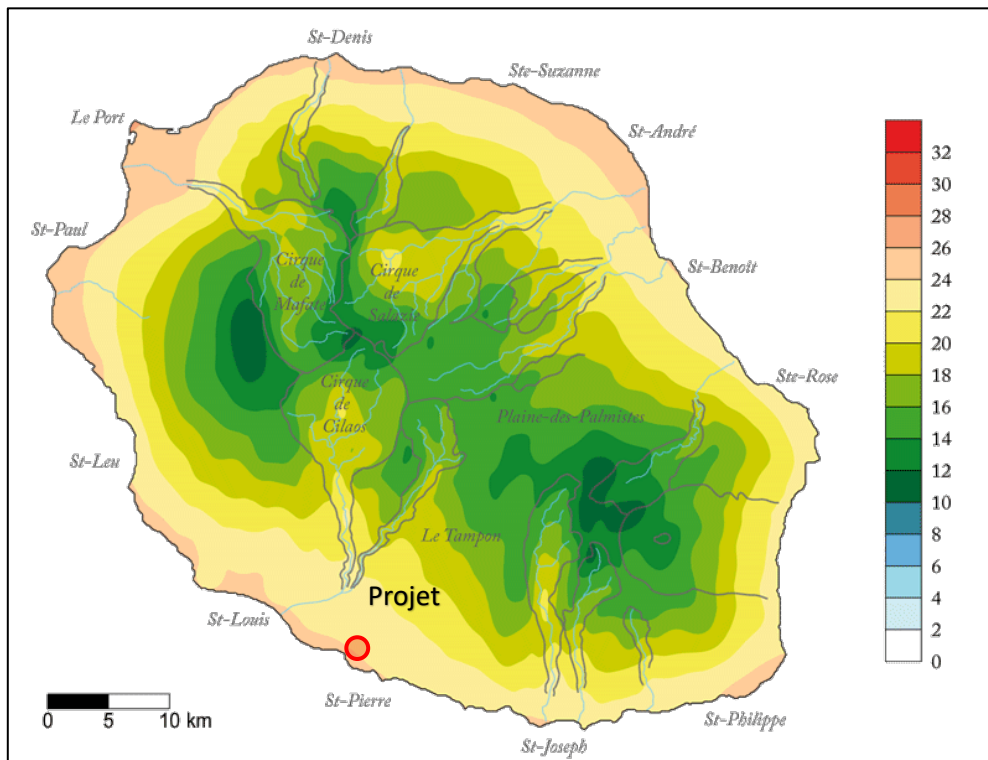 St-Denis
Ste-Suzanne
Le Port
St-André
St-Paul
St-Benoît
Cirque
de
Mafate
Cirque
de
Salazie
Ste-Rose
Cirque
de
Cilaos
Plaine-des-Palmistes
St-Leu
Le Tampon
Projet
St-Louis
St-Pierre
St-Philippe
St-Joseph
0 5 10 km
32
30
28
26
24
22
20
18
16
14
12
10
8
6
4
2
0